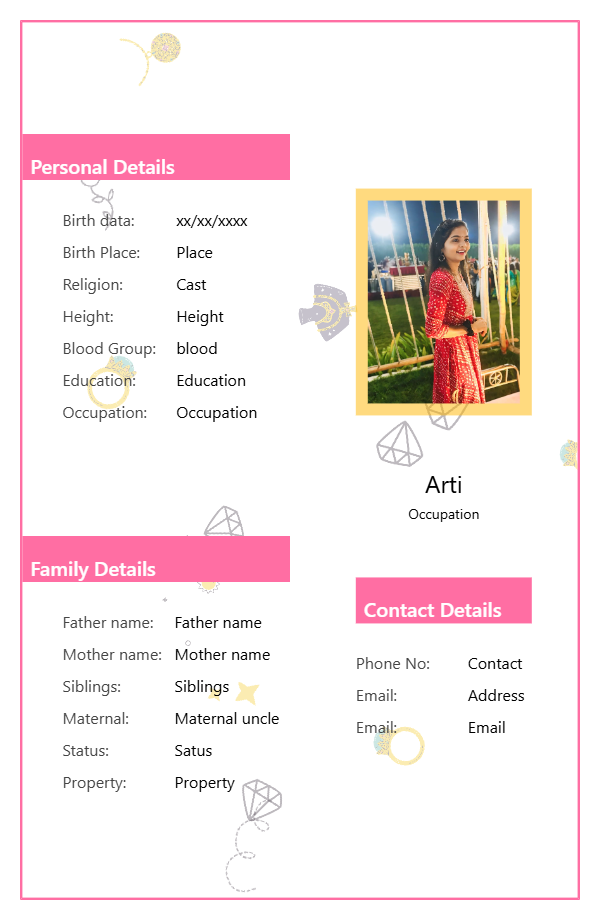 Personal Details
Birth data: xx/xx/xxxx
Birth Place: Place
Religion: Cast
Height: Height
Blood Group: blood
Education: Education
Occupation: Occupation
Arti
Occupation
Family Details
Father name: Father name
Mother name: Mother name
Siblings: Siblings
Maternal: Maternal uncle
Status: Satus
Property: Property
Contact Details
Phone No: Contact
Email: Address
Email: Email